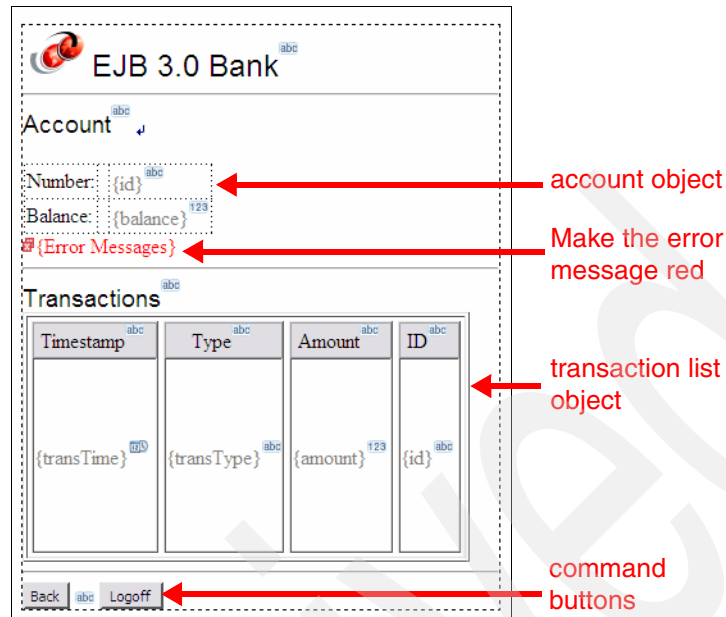 EJB 3.0 Bank abc
Account abc
Number: {id} abc
account object
Balance: {balance} 123
{Error Messages}
Make the error
message red
Transactions abc
Timestamp abc Type abc Amount abc ID abc
transaction list
object
{transTime} {transType} abc {amount} 123 {id} abc
Back abc Logoff
command
buttons